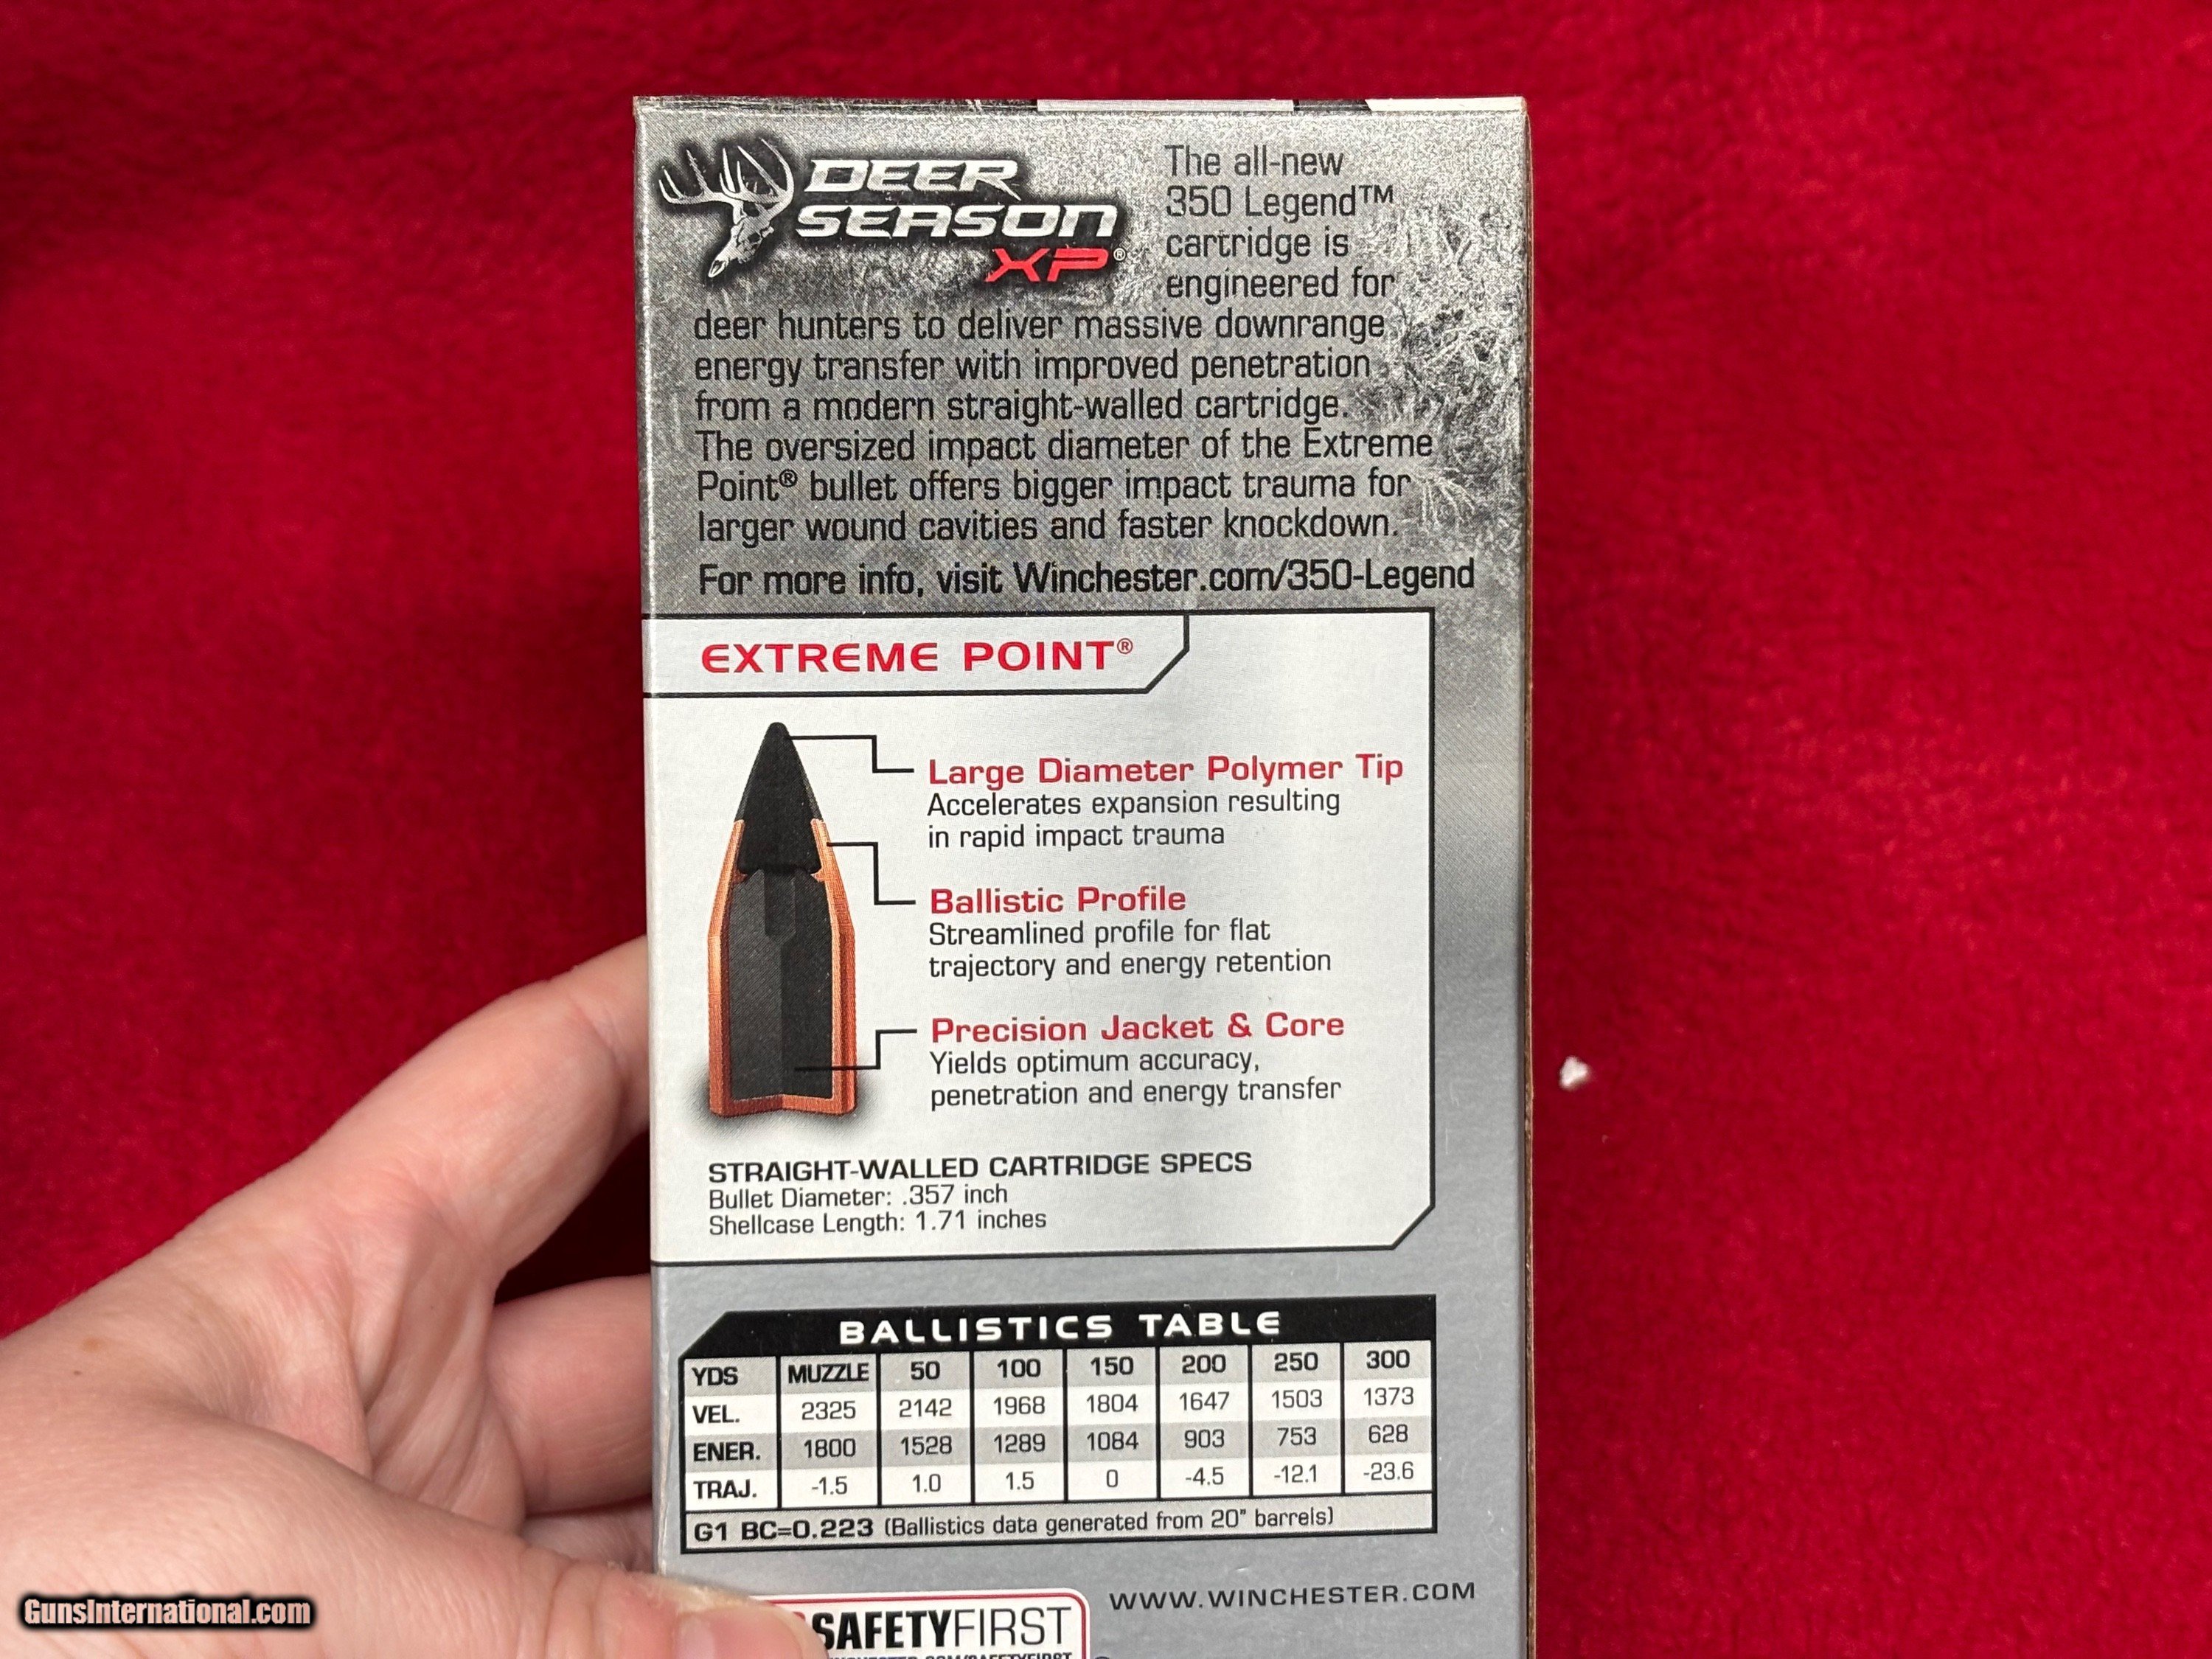 DEER
SEASON
XP®
The all-new
350 Legend™
cartridge is
engineered for
deer hunters to deliver massive downrange
energy transfer with improved penetration
from a modern straight-walled cartridge.
The oversized impact diameter of the Extreme
Point® bullet offers bigger impact trauma for
larger wound cavities and faster knockdown.
For more info, visit Winchester.com/350-Legend
EXTREME POINT®
Large Diameter Polymer Tip
Accelerates expansion resulting
in rapid impact trauma
Ballistic Profile
Streamlined profile for flat
trajectory and energy retention
Precision Jacket & Core
Yields optimum accuracy,
penetration and energy transfer
STRAIGHT-WALLED CARTRIDGE SPECS
Bullet Diameter: .357 inch
Shellcase Length: 1.71 inches
BALLISTICS TABLE
YDS MUZZLE 50 100 150 200 250 300
VEL. 2325 2142 1968 1804 1647 1503 1373
ENER. 1800 1528 1289 1084 903 753 628
TRAJ. -1.5 1.0 1.5 0 -4.5 -12.1 -23.6
G1 BC=0.223 (Ballistics data generated from 20" barrels)
WWW.WINCHESTER.COM
SAFETYFIRST
GunsInternational.com